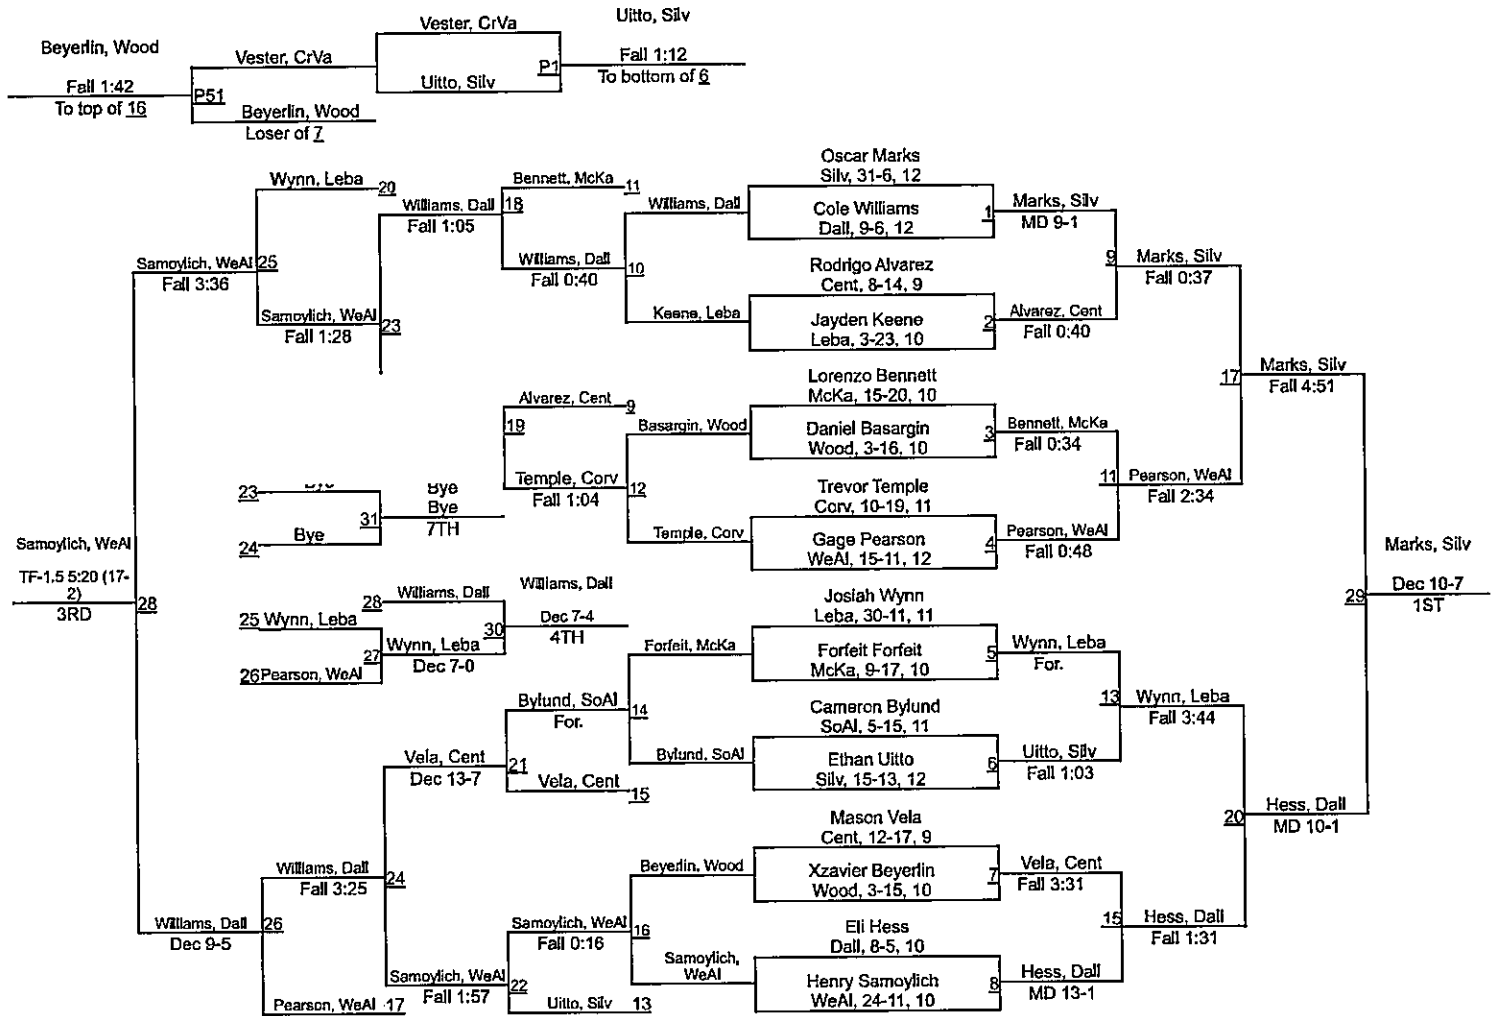 Uitto, Silv
Vester, CrVa
Beyerlin, Wood
Vester, CrVa
Fall 1:12
P1
To bottom of 6
Fall 1:42
Uitto, Silv
P51
To top of 16
Beyerlin, Wood
Loser of 7
Oscar Marks
Silv, 31-6, 12
Wynn, Leba
20
Bennett, McKa
11
Williams, Dall
18
Fall 1:05
Williams, Dall
Cole Williams
Dall, 9-6, 12
1
Marks, Silv
MD 9-1
Samoylich, WeAl
25
Fall 3:36
Williams, Dall
10
Fall 0:40
Rodrigo Alvarez
Cent, 8-14, 9
9
Marks, Silv
Fall 0:37
Samoylich, WeAl
23
Fall 1:28
Keene, Leba
Jayden Keene
Leba, 3-23, 10
2
Alvarez, Cent
Fall 0:40
Lorenzo Bennett
McKa, 15-20, 10
17
Marks, Silv
Fall 4:51
Alvarez, Cent
9
19
Basargin, Wood
Daniel Basargin
Wood, 3-16, 10
3
Bennett, McKa
Fall 0:34
Temple, Corv
12
Fall 1:04
Trevor Temple
Corv, 10-19, 11
11
Pearson, WeAl
Fall 2:34
23
Bye
Bye
Bye
31
7TH
24
Bye
Temple, Corv
Gage Pearson
WeAl, 15-11, 12
4
Pearson, WeAl
Fall 0:48
Samoylich, WeAl
TF-1.5 5:20 (17-
2)
28
3RD
Marks, Silv
Dec 10-7
29
1ST
28
Williams, Dall
Williams, Dall
Dec 7-4
30
4TH
25
Wynn, Leba
27
Wynn, Leba
Dec 7-0
26
Pearson, WeAl
Josiah Wynn
Leba, 30-11, 11
Forfeit, McKa
Forfeit Forfeit
McKa, 9-17, 10
5
Wynn, Leba
For.
Bylund, SoAl
14
For.
Cameron Bylund
SoAl, 5-15, 11
13
Wynn, Leba
Fall 3:44
Vela, Cent
21
Dec 13-7
Bylund, SoAl
Ethan Uitto
Silv, 15-13, 12
6
Uitto, Silv
Fall 1:03
Vela, Cent
15
Mason Vela
Cent, 12-17, 9
20
Hess, Dall
MD 10-1
Williams, Dall
24
Fall 3:25
Beyerlin, Wood
Xzavier Beyerlin
Wood, 3-15, 10
7
Vela, Cent
Fall 3:31
Williams, Dall
26
Dec 9-5
Samoylich, WeAl
16
Fall 0:16
Eli Hess
Dall, 8-5, 10
15
Hess, Dall
Fall 1:31
Samoylich, WeAl
22
Fall 1:57
Samoylich,
WeAl
Henry Samoylich
WeAl, 24-11, 10
8
Hess, Dall
MD 13-1
Pearson, WeAl
17
Uitto, Silv
13